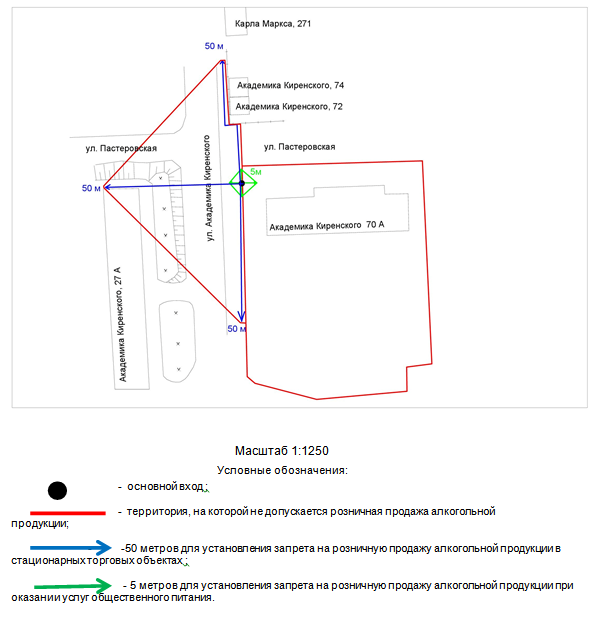 Карла Маркса, 271
50 м
Академика Киренского, 74
Академика Киренского, 72
ул. Пастеровская
ул. Пастеровская
ул. Академика Киренского
5м
50 м
Академика Киренского 70 А
Академика Киренского, 27 А
50 м
Масштаб 1:1250
Условные обозначения:
- основной вход.;
- территория, на которой не допускается розничная продажа алкогольной
продукции;
-50 метров для установления запрета на розничную продажу алкогольной продукции в
стационарных торговых объектах.;
- 5 метров для установления запрета на розничную продажу алкогольной продукции при
оказании услуг общественного питания.